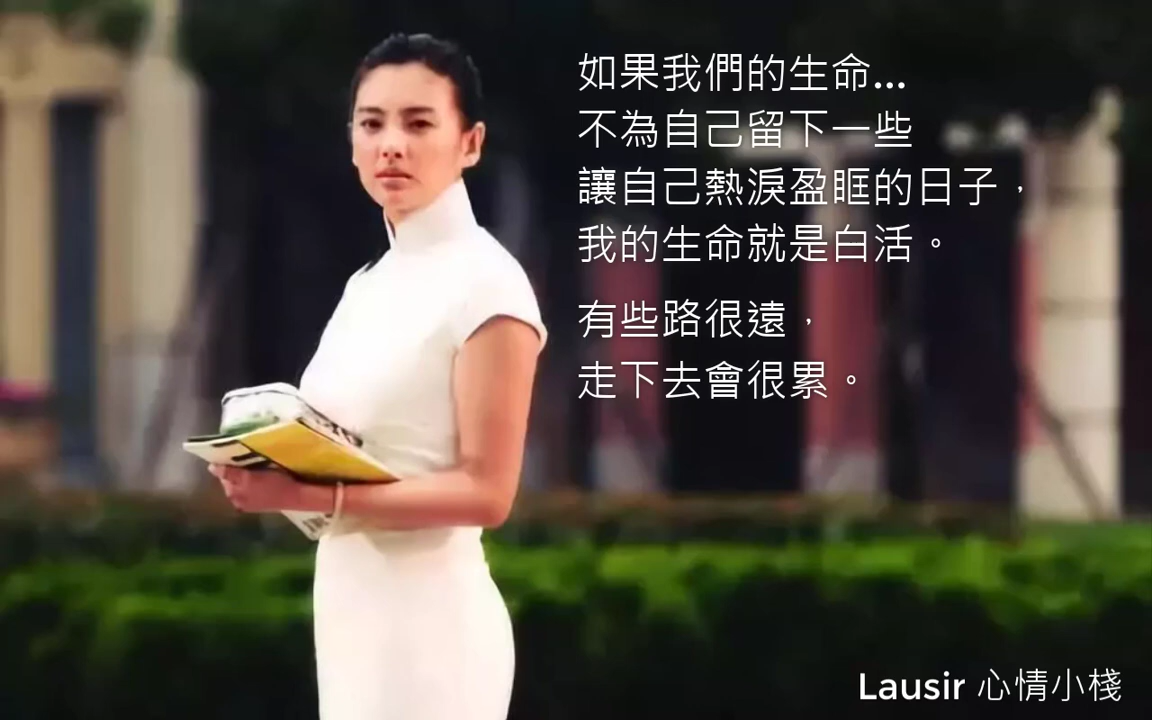 如果我們的生命...
不為自己留下一些
讓自己熱淚盈眶的日子，
我的生命就是白活。
有些路很遠，
走下去會很累。
Lausir 心情小棧